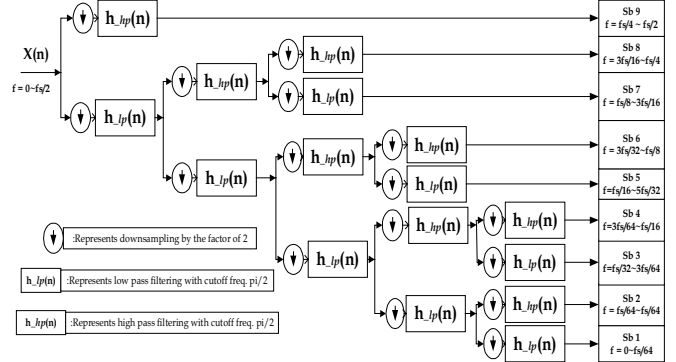 Sb 9
f = fs/4 ~ fs/2
h_hp(n)
X(n)
f = 0~fs/2
Sb 8
f = 3fs/16~fs/4
h_hp(n)
h_hp(n)
Sb 7
f = fs/8~3fs/16
h_lp(n)
h_lp(n)
Sb 6
f = 3fs/32~fs/8
h_hp(n)
h_hp(n)
Sb 5
f=fs/16~5fs/32
h_lp(n)
h_lp(n)
Sb 4
f=3fs/64~fs/16
h_hp(n)
h_hp(n)
Sb 3
f=fs/32~3fs/64
h_lp(n)
h_lp(n)
Sb 2
f = fs/64~fs/64
h_hp(n)
h_lp(n)
Sb 1
f = 0~fs/64
h_lp(n)
:Represents downsampling by the factor of 2
h_lp(n) :Represents low pass filtering with cutoff freq. pi/2
h_hp(n) :Represents high pass filtering with cutoff freq. pi/2